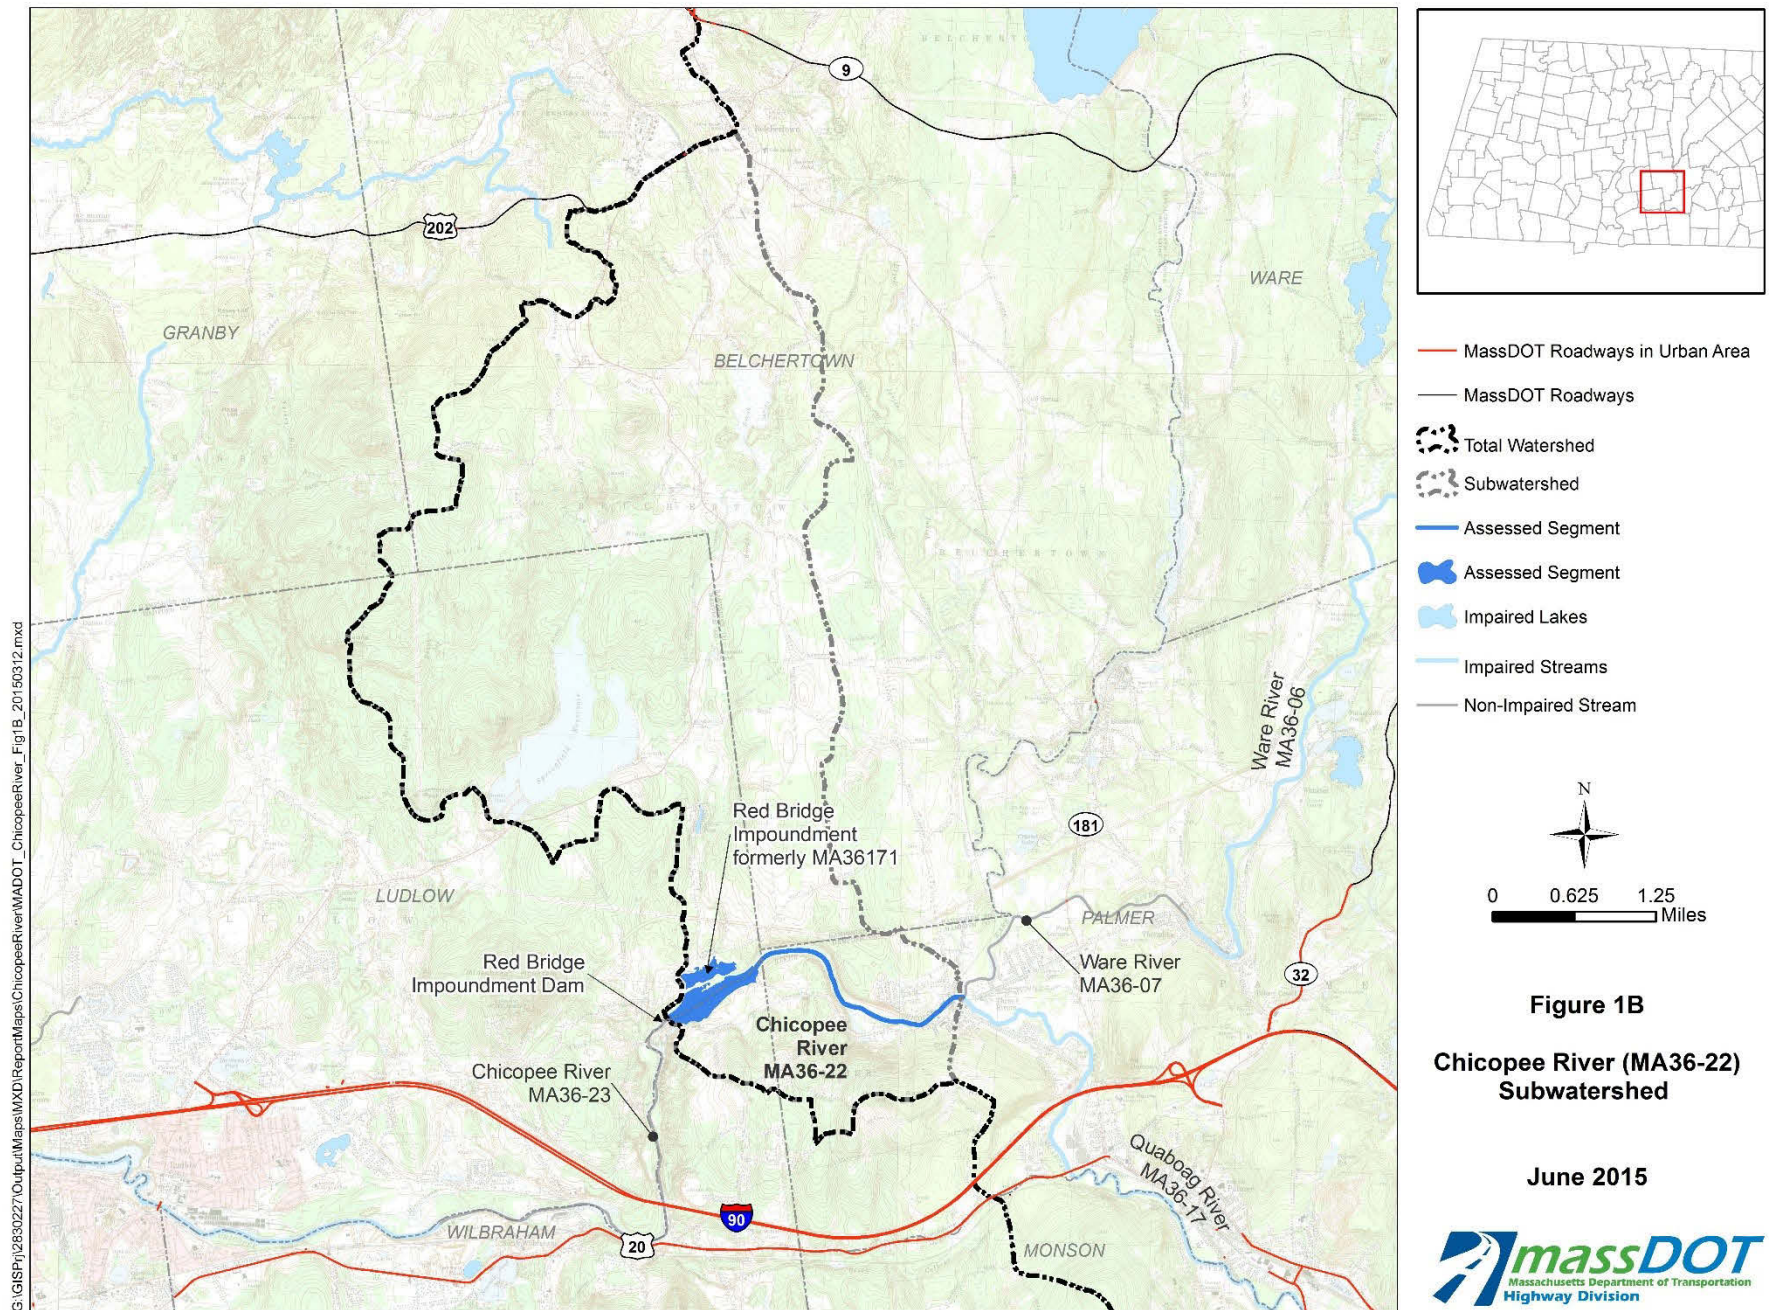 9
202
BELCHERTOWN
WARE
GRANBY
BELCHERTOWN
Ware River
MA36-06
Red Bridge
Impoundment
formerly MA36171
181
LUDLOW
PALMER
Red Bridge
Impoundment Dam
Ware River
MA36-07
32
Chicopee
River
MA36-22
Chicopee River
MA36-23
Quaboag River
MA36-17
90
20
WILBRAHAM
MONSON
G:\GISPrj\2830227\Output\Maps\MXD\ReportMaps\ChicopeeRiver\MADOT_ChicopeeRiver_Fig1B_20150312.mxd
MassDOT Roadways in Urban Area
MassDOT Roadways
Total Watershed
Subwatershed
Assessed Segment
Assessed Segment
Impaired Lakes
Impaired Streams
Non-Impaired Stream
N
0 0.625 1.25
Miles
Figure 1B
Chicopee River (MA36-22)
Subwatershed
June 2015
massDOT
Massachusetts Department of Transportation
Highway Division